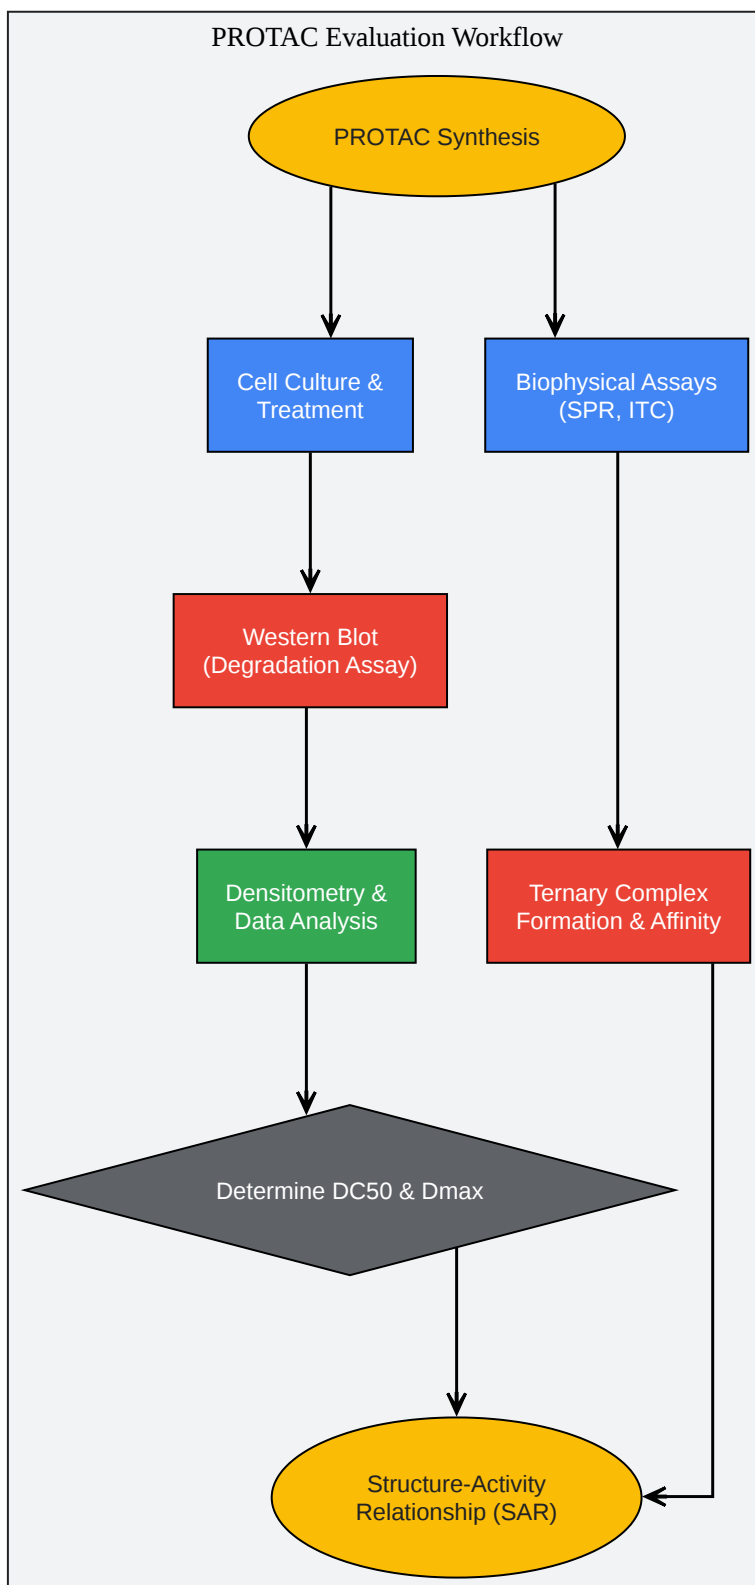 PROTAC Evaluation Workflow
PROTAC Synthesis
Cell Culture &
Treatment
Biophysical Assays
(SPR, ITC)
Western Blot
(Degradation Assay)
Densitometry &
Data Analysis
Ternary Complex
Formation & Affinity
Determine DC50 & Dmax
Structure-Activity
Relationship (SAR)